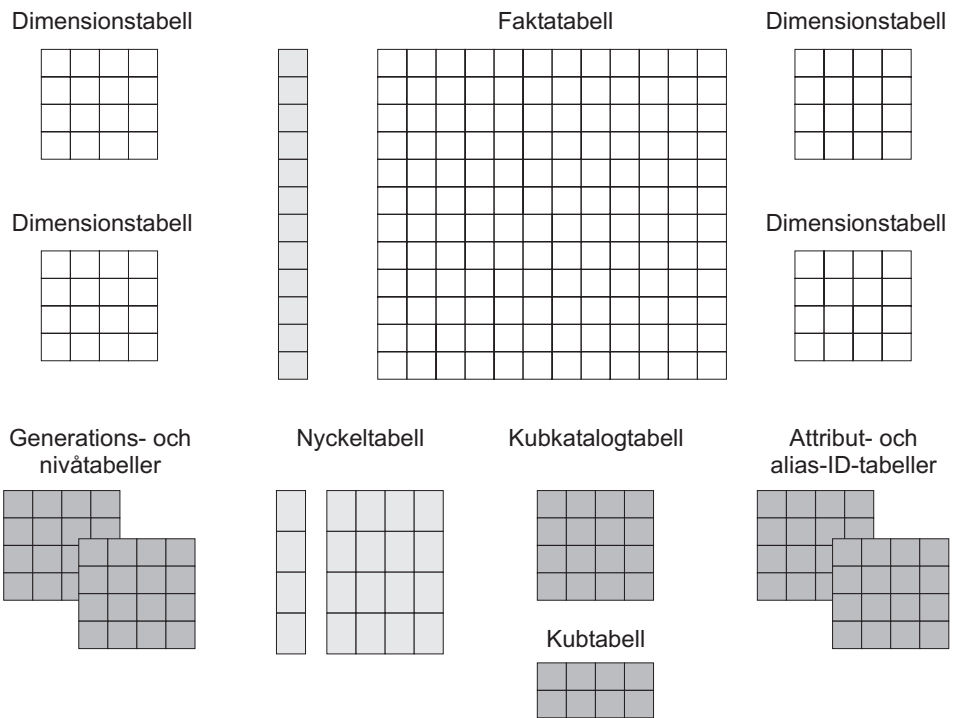 Dimensionstabell
Faktatabell
Dimensionstabell
Dimensionstabell
Dimensionstabell
Generations- och
nivåtabeller
Nyckeltabell
Kubkatalogtabell
Attribut- och
alias-ID-tabeller
Kubtabell